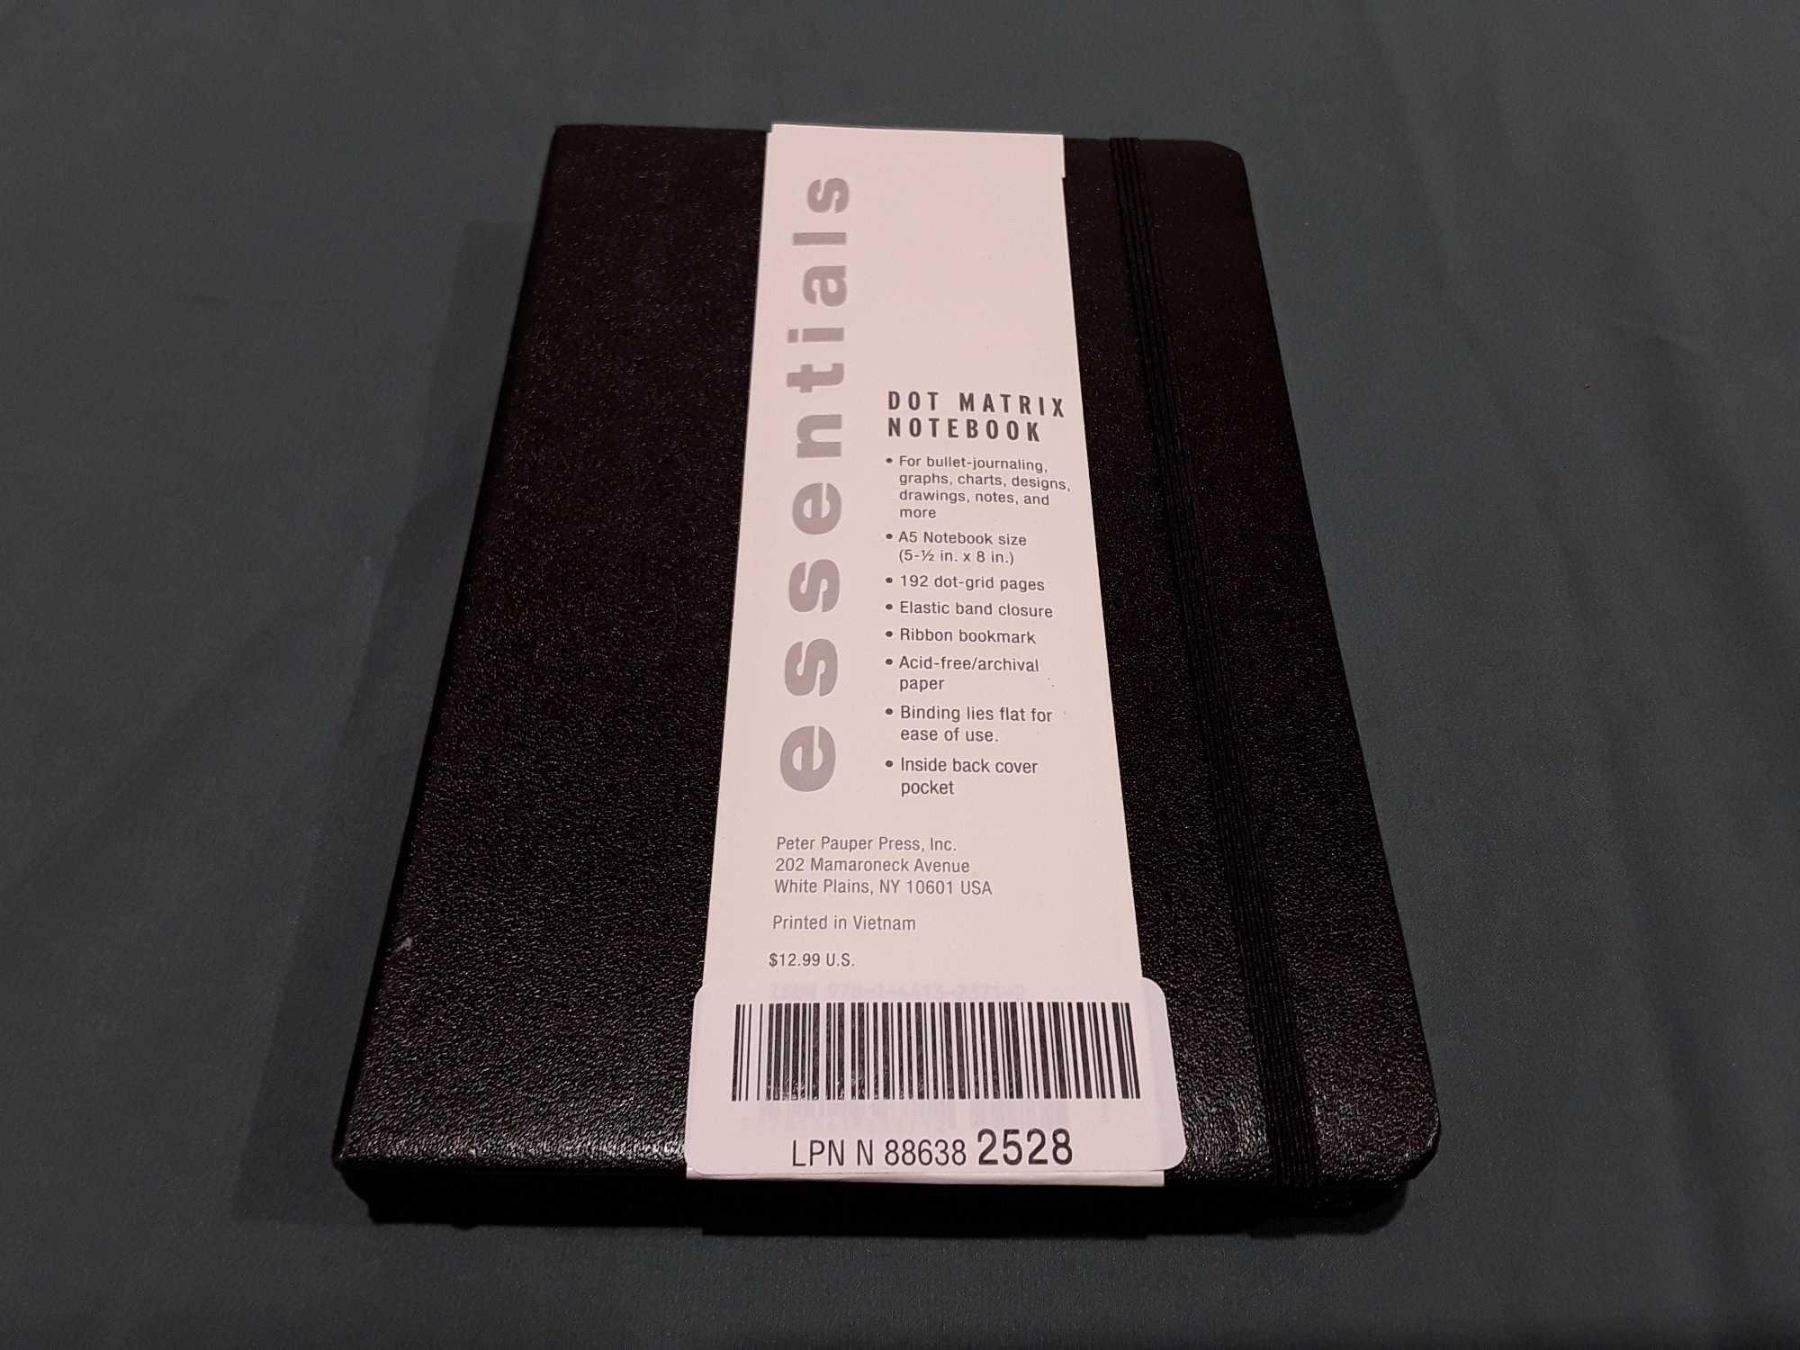 essentials
DOT MATRIX
NOTEBOOK
• For bullet-journaling,
graphs, charts, designs,
drawings, notes, and
more
• A5 Notebook size
(5-½ in. x 8 in.)
• 192 dot-grid pages
• Elastic band closure
• Ribbon bookmark
• Acid-free/archival
paper
• Binding lies flat for
ease of use.
• Inside back cover
pocket
Peter Pauper Press, Inc.
202 Mamaroneck Avenue
White Plains, NY 10601 USA
Printed in Vietnam
$12.99 U.S.
LPN N 88638 2528